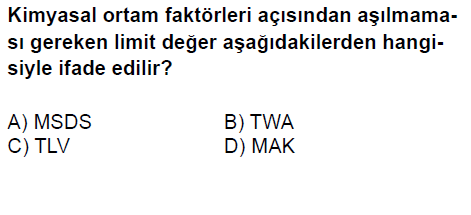 Kimyasal ortam faktörleri açısından aşılmama-
sı gereken limit değer aşağıdakilerden hangi-
siyle ifade edilir?
A) MSDS B) TWA
C) TLV D) MAK